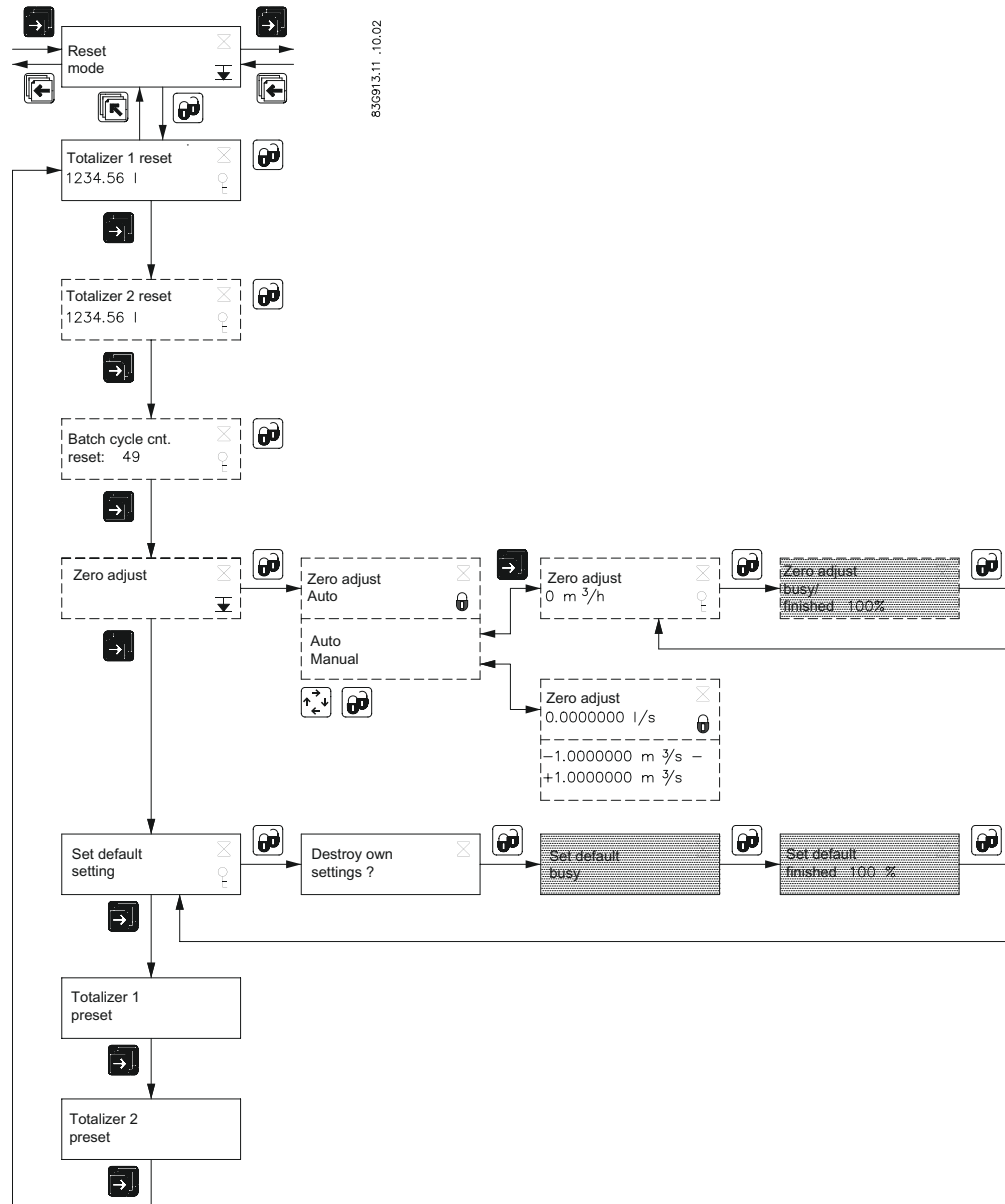 Reset
mode
83G913.11 .10.02
Totalizer 1 reset
1234.56 l
Totalizer 2 reset
1234.56 l
Batch cycle cnt.
reset: 49
Zero adjust
Zero adjust
Auto
Auto
Manual
Zero adjust
0 m ³/h
Zero adjust
busy/
finished 100%
Zero adjust
0.0000000 l/s
−1.0000000 m ³/s −
+1.0000000 m ³/s
Set default
setting
Destroy own
settings ?
Set default
busy
Set default
finished 100 %
Totalizer 1
preset
Totalizer 2
preset